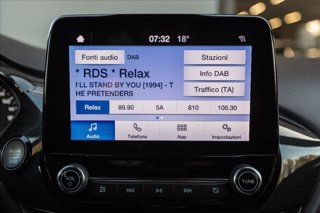 07:32 18°
Fonti audio DAB Stazioni
* RDS * Relax
Info DAB
I'LL STAND BY YOU [1994] - T
HE PRETENDERS
Traffico (TA)
Relax 89.90 5A 810 106.30
Audio Telefono App Impostazioni
VOL TUNE